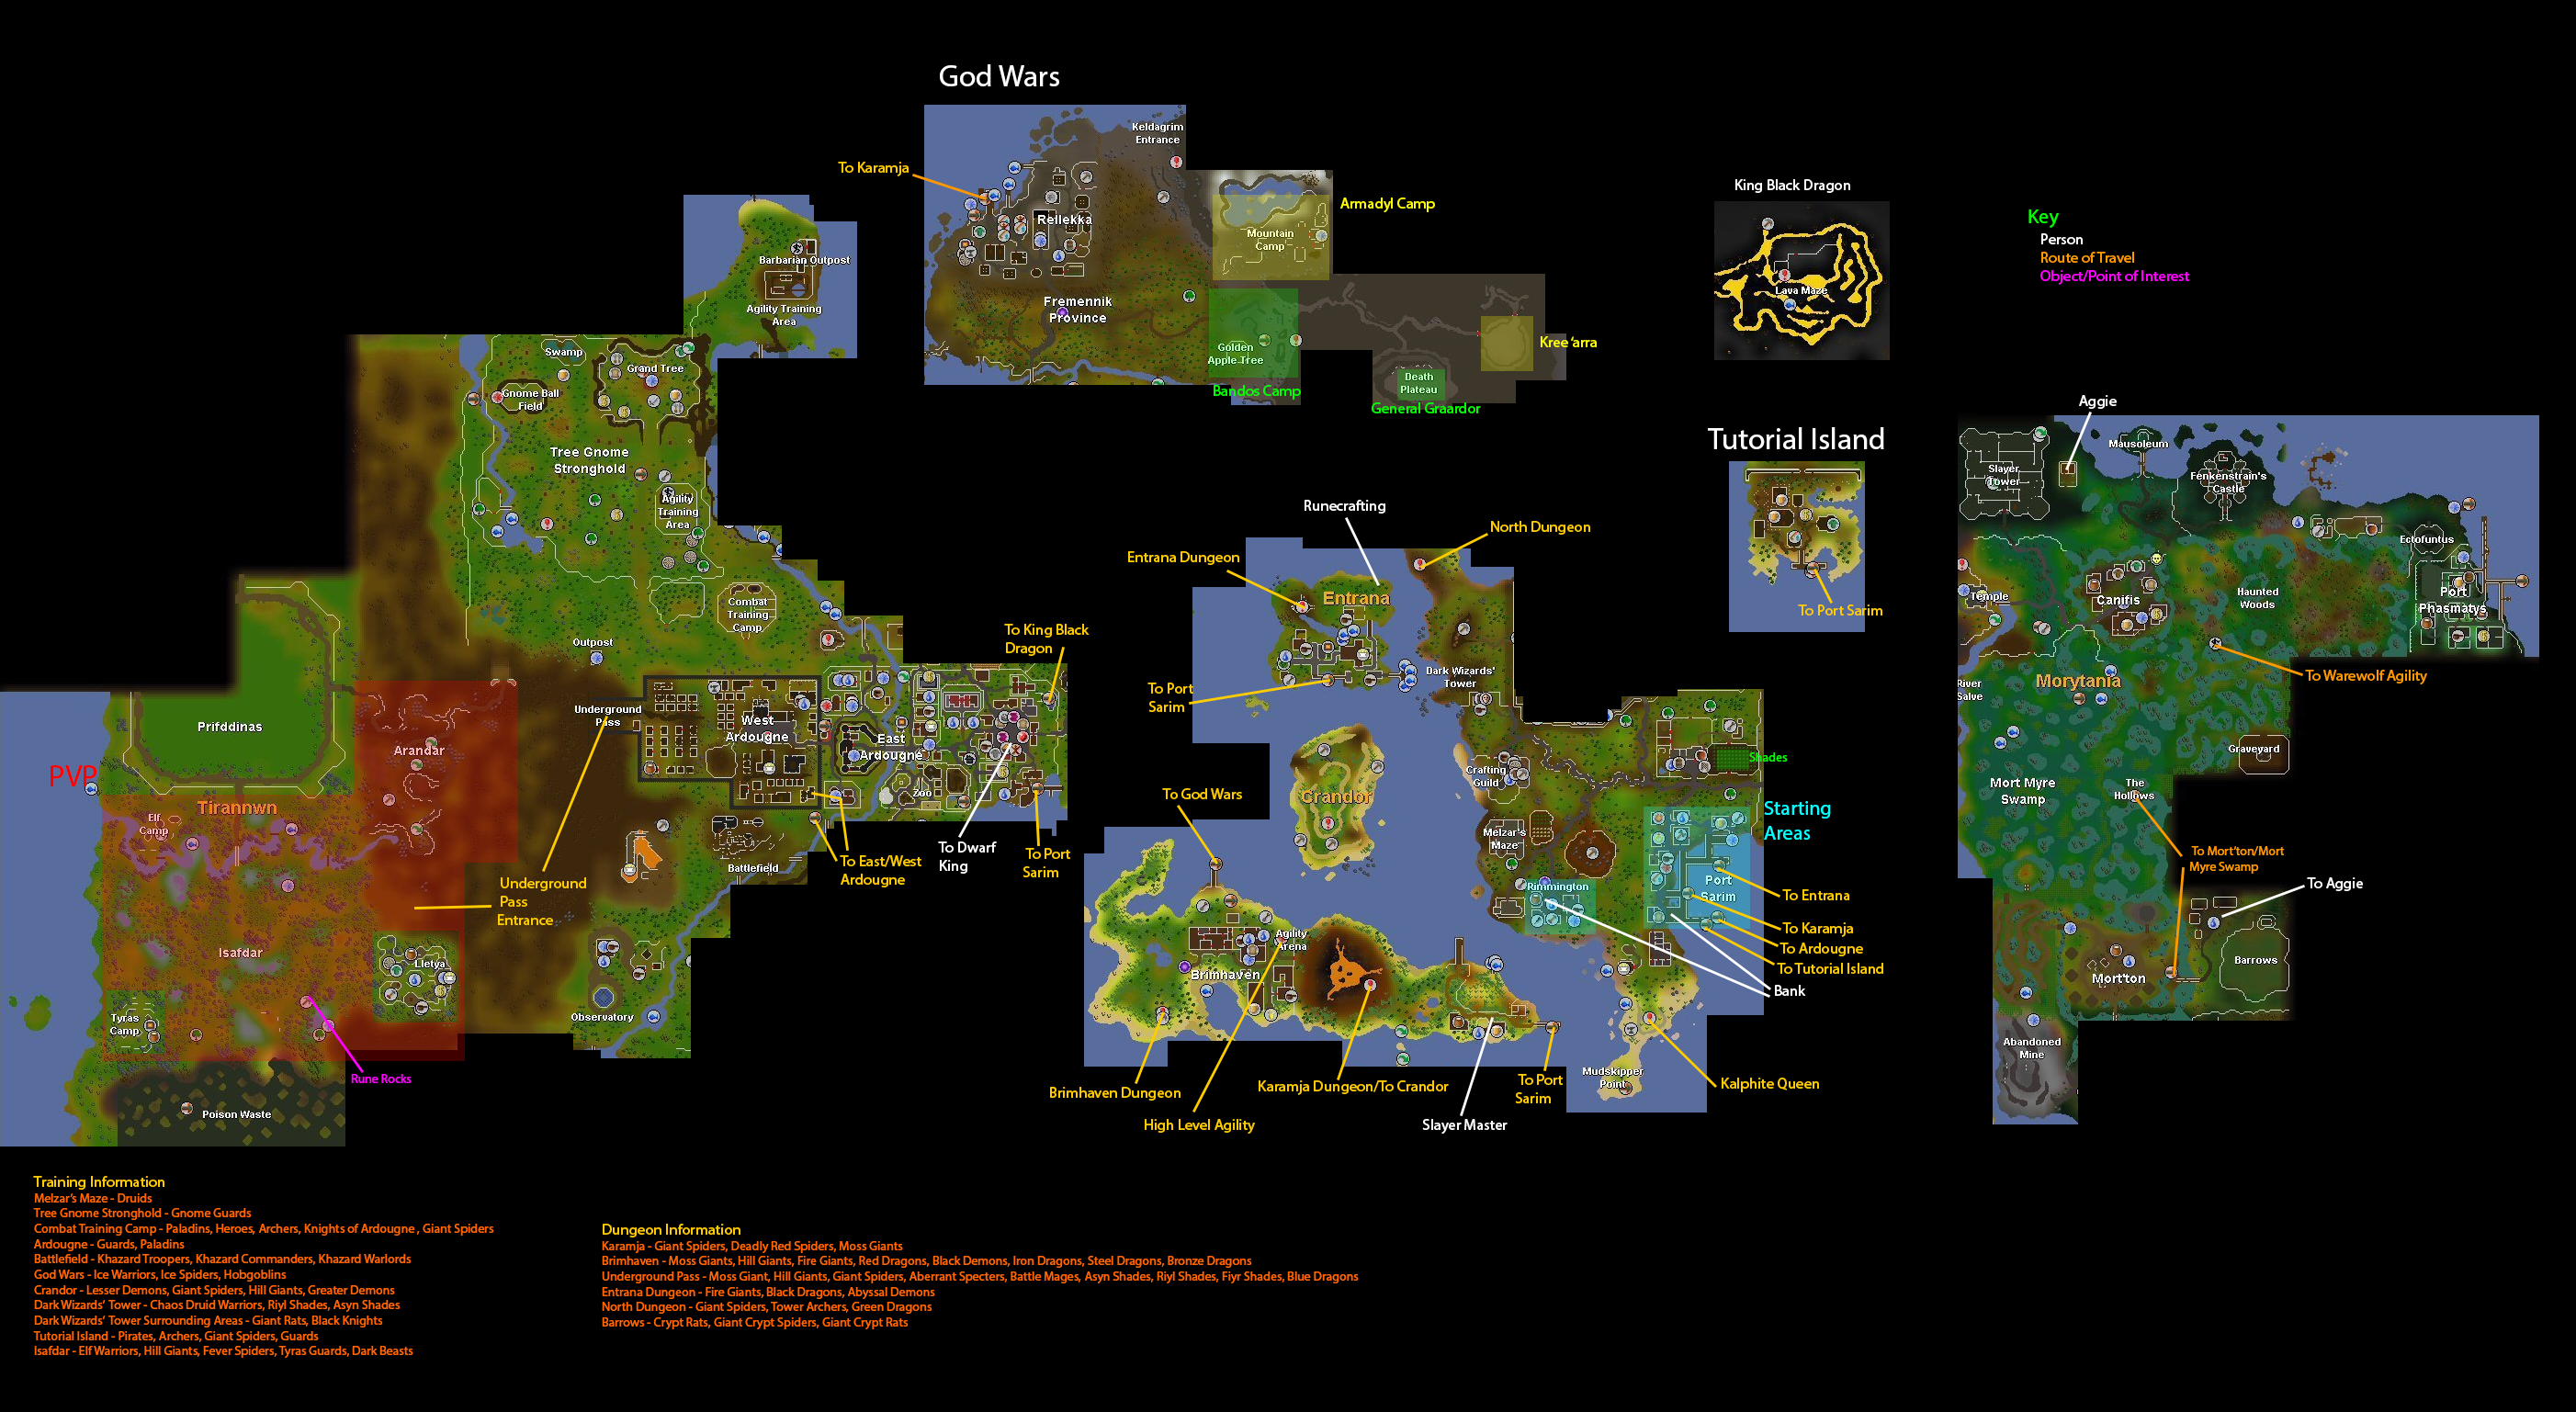 God Wars
Keldagrim
Entrance
To Karamja
Rellekka
Armadyl Camp
Mountain
Camp
Fremennik
Province
Golden
Apple Tree
Bandos Camp
Death
Plateau
General Graardor
Kree 'arra
King Black Dragon
Lava Maze
Key
Person
Route of Travel
Object/Point of Interest
Barbarian Outpost
Agility Training
Area
Swamp
Grand Tree
Gnome Ball
Field
Tree Gnome
Stronghold
Agility
Training
Area
Combat
Training
Camp
Outpost
To King Black
Dragon
Underground
Pass
West
Ardougne
East
Ardougne
Zoo
Prifddinas
Arandar
PVP
Tirannwn
Elf
Camp
Battlefield
To East/West
Ardougne
To Dwarf
King
To Port
Sarim
Underground
Pass
Entrance
Isafdar
Lletya
Tyras
Camp
Observatory
Rune Rocks
Poison Waste
Tutorial Island
To Port Sarim
Runecrafting
North Dungeon
Entrana Dungeon
Entrana
Dark Wizards'
Tower
To Port
Sarim
Crafting
Guild
Shades
To God Wars
Crandor
Starting
Areas
Melzar's
Maze
Rimmington
Port
Sarim
To Entrana
To Karamja
To Ardougne
To Tutorial Island
Bank
Agility
Arena
Brimhaven
Brimhaven Dungeon
High Level Agility
Karamja Dungeon/To Crandor
Slayer Master
To Port
Sarim
Mudskipper
Point
Kalphite Queen
Aggie
Slayer
Tower
Mausoleum
Fenkenstrain's
Castle
Ectofuntus
Temple
Canifis
Haunted
Woods
Port
Phasmatys
To Warewolf Agility
River
Salve
Morytania
Graveyard
Mort Myre
Swamp
The
Hollows
To Mort'ton/Mort
Myre Swamp
To Aggie
Mort'ton
Barrows
Abandoned
Mine
Training Information
Melzar's Maze - Druids
Tree Gnome Stronghold - Gnome Guards
Combat Training Camp - Paladins, Heroes, Archers, Knights of Ardougne , Giant Spiders
Ardougne - Guards, Paladins
Battlefield - Khazard Troopers, Khazard Commanders, Khazard Warlords
God Wars - Ice Warriors, Ice Spiders, Hobgoblins
Crandor - Lesser Demons, Giant Spiders, Hill Giants, Greater Demons
Dark Wizards' Tower - Chaos Druid Warriors, Riyl Shades, Asyn Shades
Dark Wizards' Tower Surrounding Areas - Giant Rats, Black Knights
Tutorial Island - Pirates, Archers, Giant Spiders, Guards
Isafdar - Elf Warriors, Hill Giants, Fever Spiders, Tyras Guards, Dark Beasts
Dungeon Information
Karamja - Giant Spiders, Deadly Red Spiders, Moss Giants
Brimhaven - Moss Giants, Hill Giants, Fire Giants, Red Dragons, Black Demons, Iron Dragons, Steel Dragons, Bronze Dragons
Underground Pass - Moss Giant, Hill Giants, Giant Spiders, Aberrant Specters, Battle Mages, Asyn Shades, Riyl Shades, Fiyr Shades, Blue Dragons
Entrana Dungeon - Fire Giants, Black Dragons, Abyssal Demons
North Dungeon - Giant Spiders, Tower Archers, Green Dragons
Barrows - Crypt Rats, Giant Crypt Spiders, Giant Crypt Rats